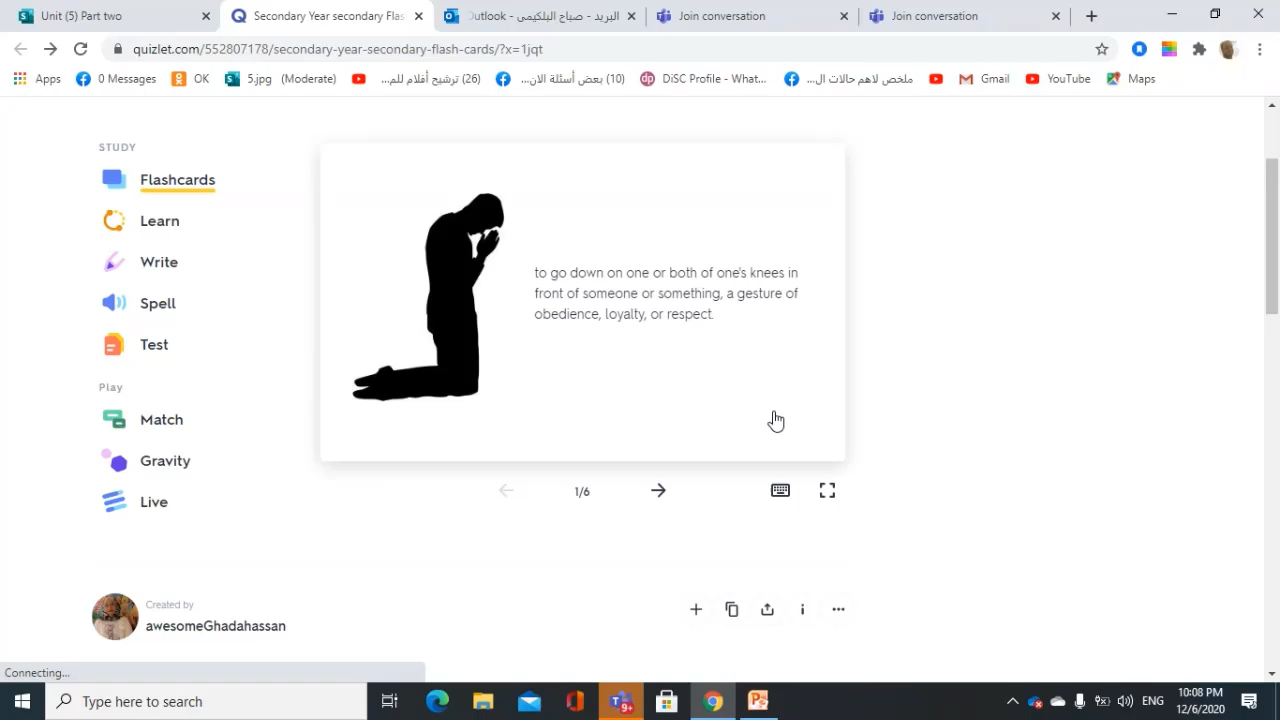 Unit (5) Part two
Secondary Year secondary Flas
البريد - صباح البلكيمي - Outlook
Join conversation
Join conversation
quizlet.com/552807178/secondary-year-secondary-flash-cards/?x=1jqt
Apps
0 Messages
OK
5.jpg (Moderate)
(26) ترشيح أفلام للم...
(10) بعض أسئلة الان...
DiSC Profile - What...
ملخص لاهم حالات ال...
Gmail
YouTube
Maps
STUDY
Flashcards
Learn
Write
Spell
Test
Play
Match
Gravity
Live
to go down on one or both of one's knees in
front of someone or something, a gesture of
obedience, loyalty, or respect.
1/6
Created by
awesomeGhadahassan
Connecting...
Type here to search
9+
ENG
10:08 PM
12/6/2020